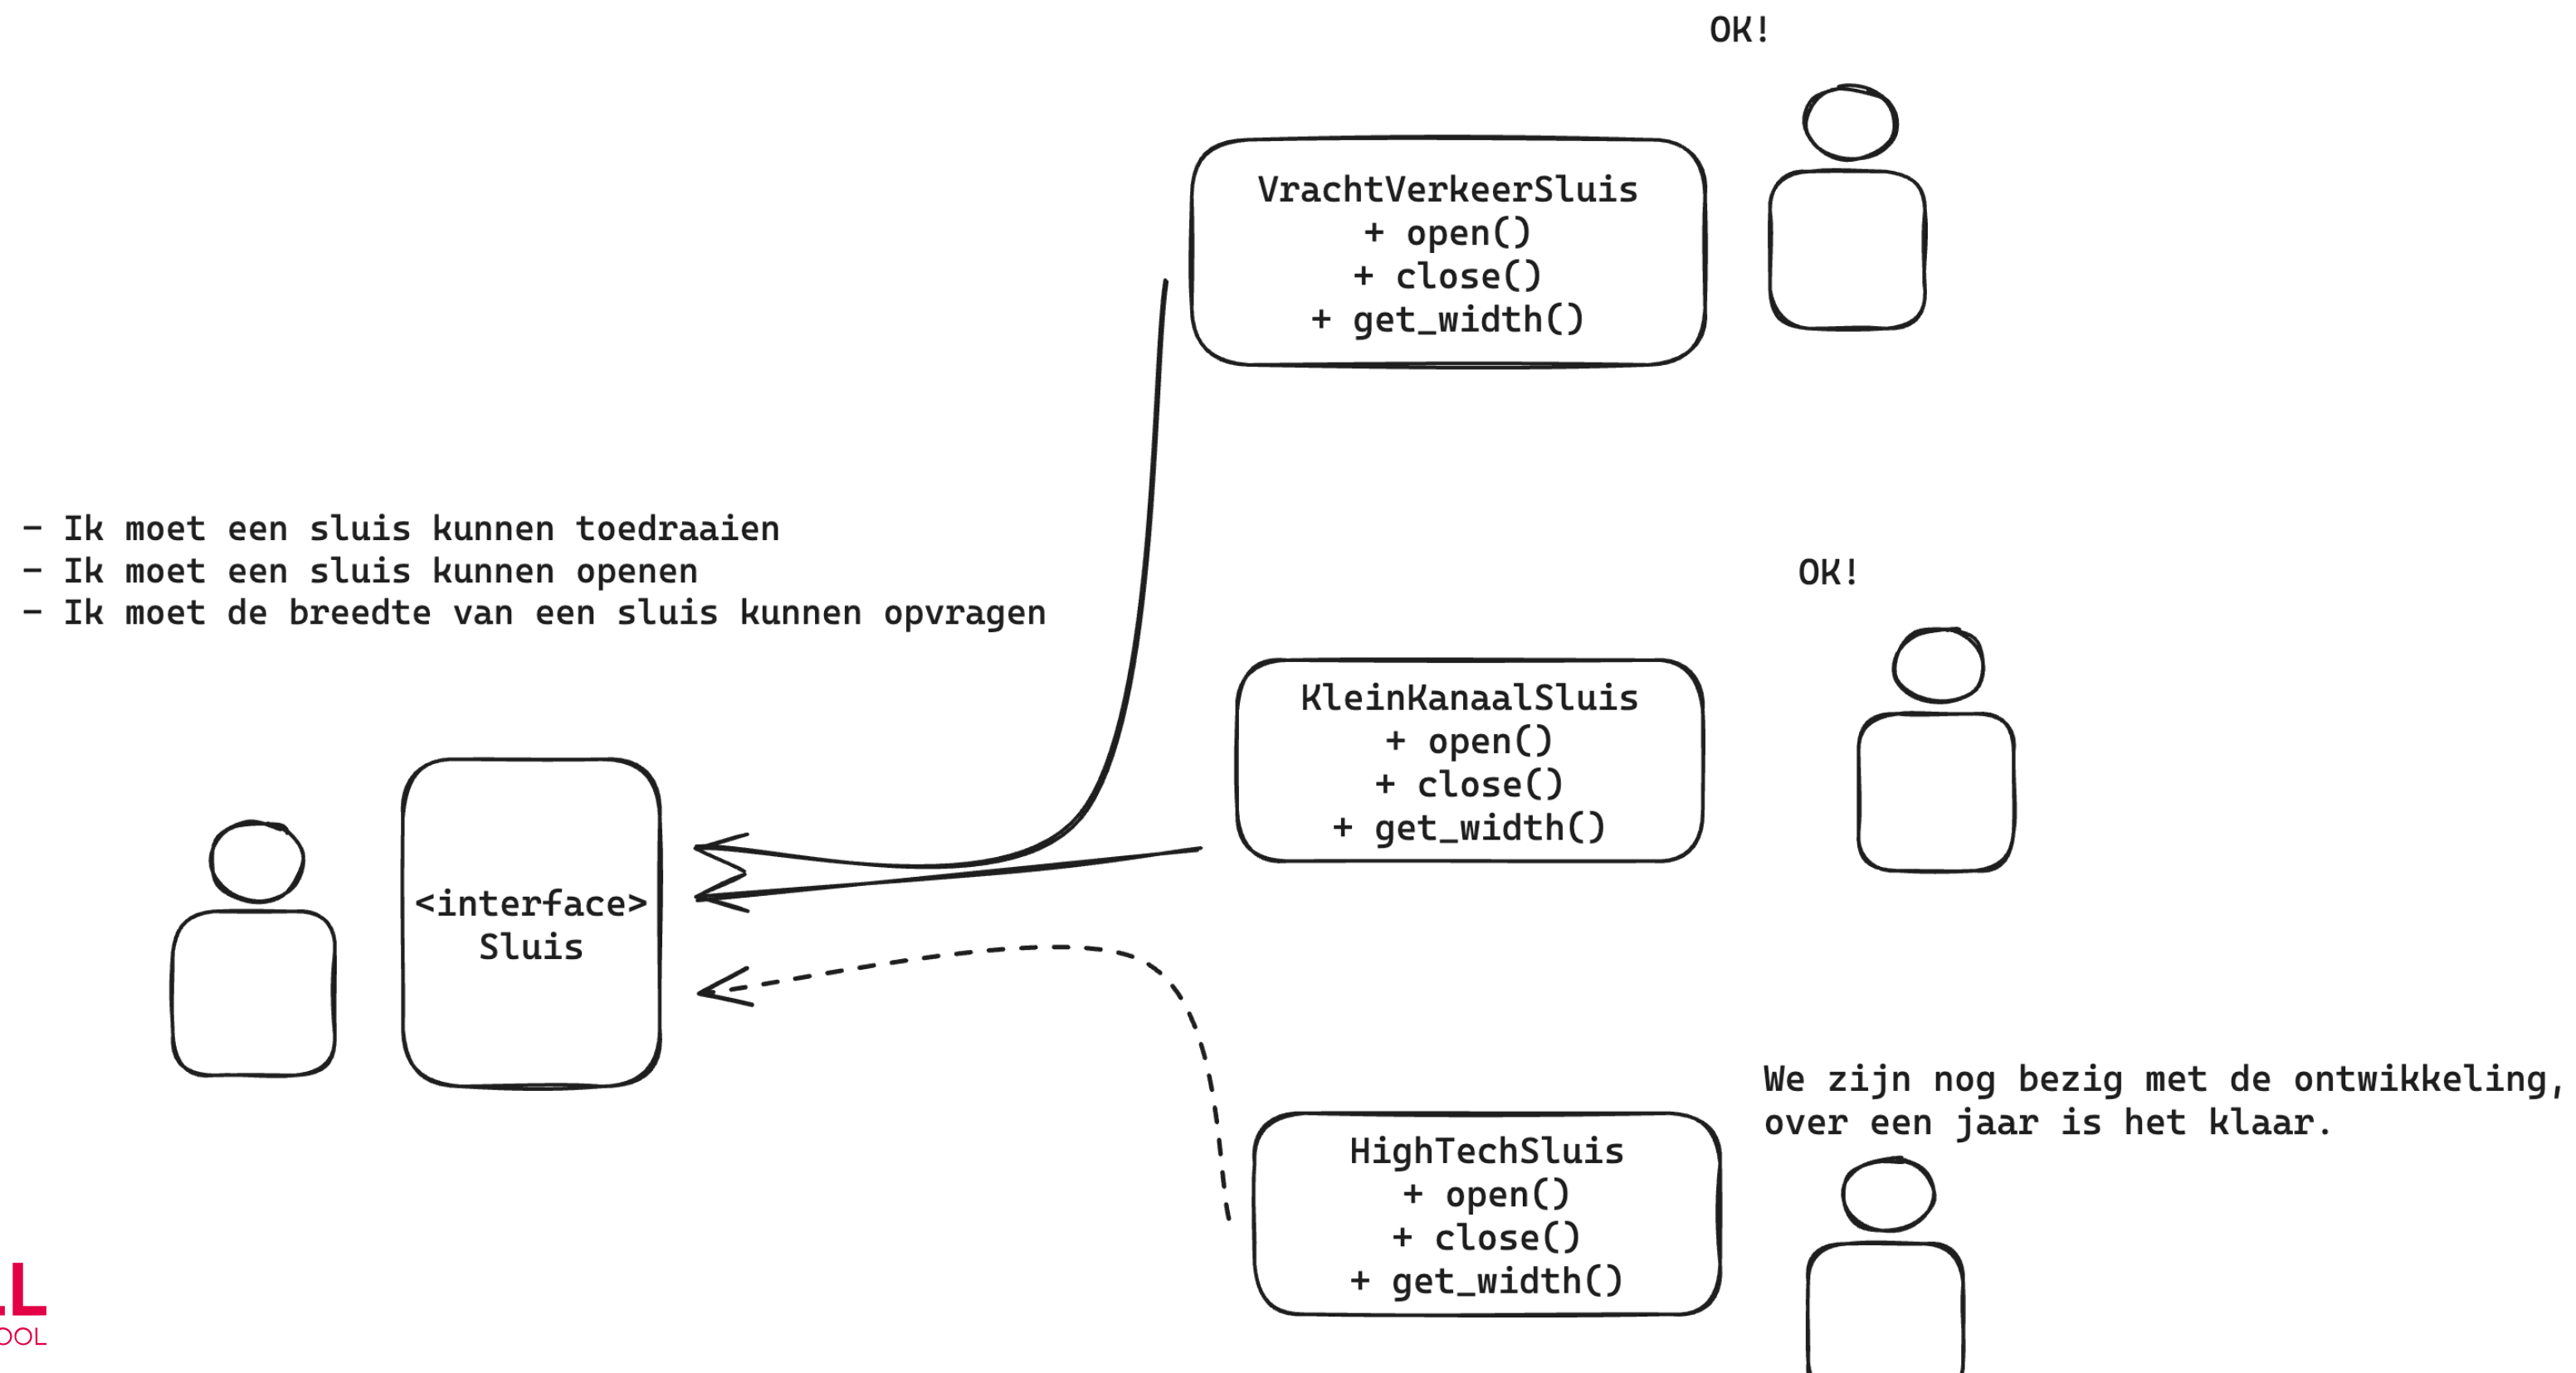 OK!
VrachtVerkeerSluis
+ open()
+ close()
+ get_width()
- Ik moet een sluis kunnen toedraaien
- Ik moet een sluis kunnen openen
- Ik moet de breedte van een sluis kunnen opvragen
OK!
KleinKanaalSluis
+ open()
+ close()
+ get_width()
<interface>
Sluis
We zijn nog bezig met de ontwikkeling,
over een jaar is het klaar.
HighTechSluis
+ open()
+ close()
+ get_width()